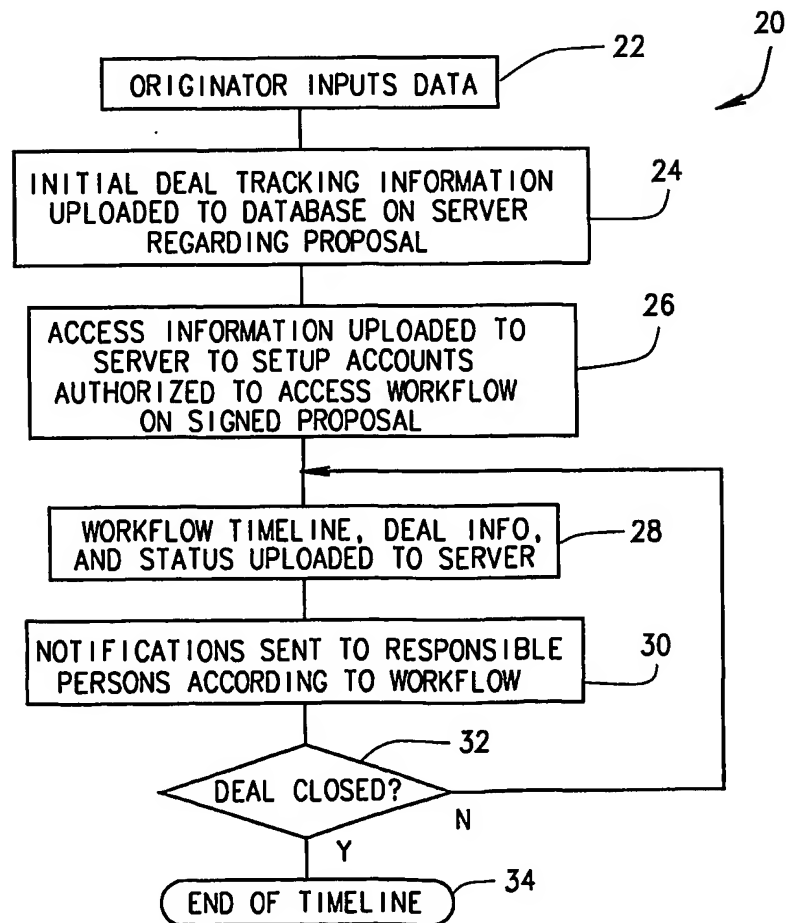 20
22
ORIGINATOR INPUTS DATA
24
INITIAL DEAL TRACKING INFORMATION
UPLOADED TO DATABASE ON SERVER
REGARDING PROPOSAL
26
ACCESS INFORMATION UPLOADED TO
SERVER TO SETUP ACCOUNTS
AUTHORIZED TO ACCESS WORKFLOW
ON SIGNED PROPOSAL
WORKFLOW TIMELINE, DEAL INFO,
AND STATUS UPLOADED TO SERVER
28
NOTIFICATIONS SENT TO RESPONSIBLE
PERSONS ACCORDING TO WORKFLOW
30
32
DEAL CLOSED?
N
Y
END OF TIMELINE
34